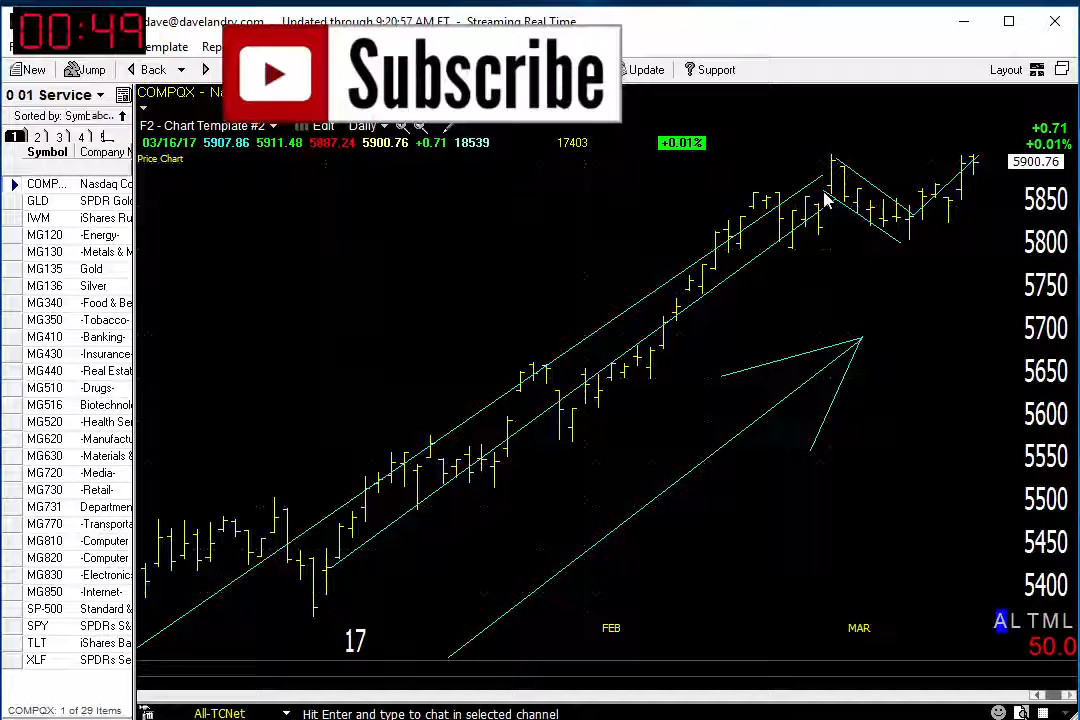 00:49
dave@davelandry.com
Updated through 9:20:57 AM ET - Streaming Real Time
Subscribe
New
Jump
Back
Update
Support
Layout
0 01 Service
COMPQX - Na
Sorted by: Symbabc..
F2 - Chart Template #2
Edit
Daily
1 2 3 4
03/16/17 5907.86 5911.48 5887.24 5900.76 +0.71 18539 17403 +0.01%
Symbol Company N
Price Chart
+0.71
+0.01%
5900.76
COMP... Nasdaq Co
GLD SPDR Gol
IWM iShares Ru
MG120 -Energy-
MG130 -Metals & M
MG135 Gold
MG136 Silver
MG340 -Food & Be
MG350 -Tobacco-
MG410 -Banking-
MG430 -Insurance-
MG440 -Real Estat
MG510 -Drugs-
MG516 Biotechnol
MG520 -Health Ser
MG620 -Manufactu
MG630 -Materials &
MG720 -Media-
MG730 -Retail-
MG731 Departmen
MG770 -Transporta
MG810 -Computer
MG820 -Computer
MG830 -Electronic
MG850 -Internet-
SP-500 Standard &
SPY SPDRs S&
TLT iShares Ba
XLF SPDRs Se
5850
5800
5750
5700
5650
5600
5550
5500
5450
5400
A L T M L
50.0
17
FEB
MAR
COMPQX: 1 of 29 Items
All-TCNet
Hit Enter and type to chat in selected channel